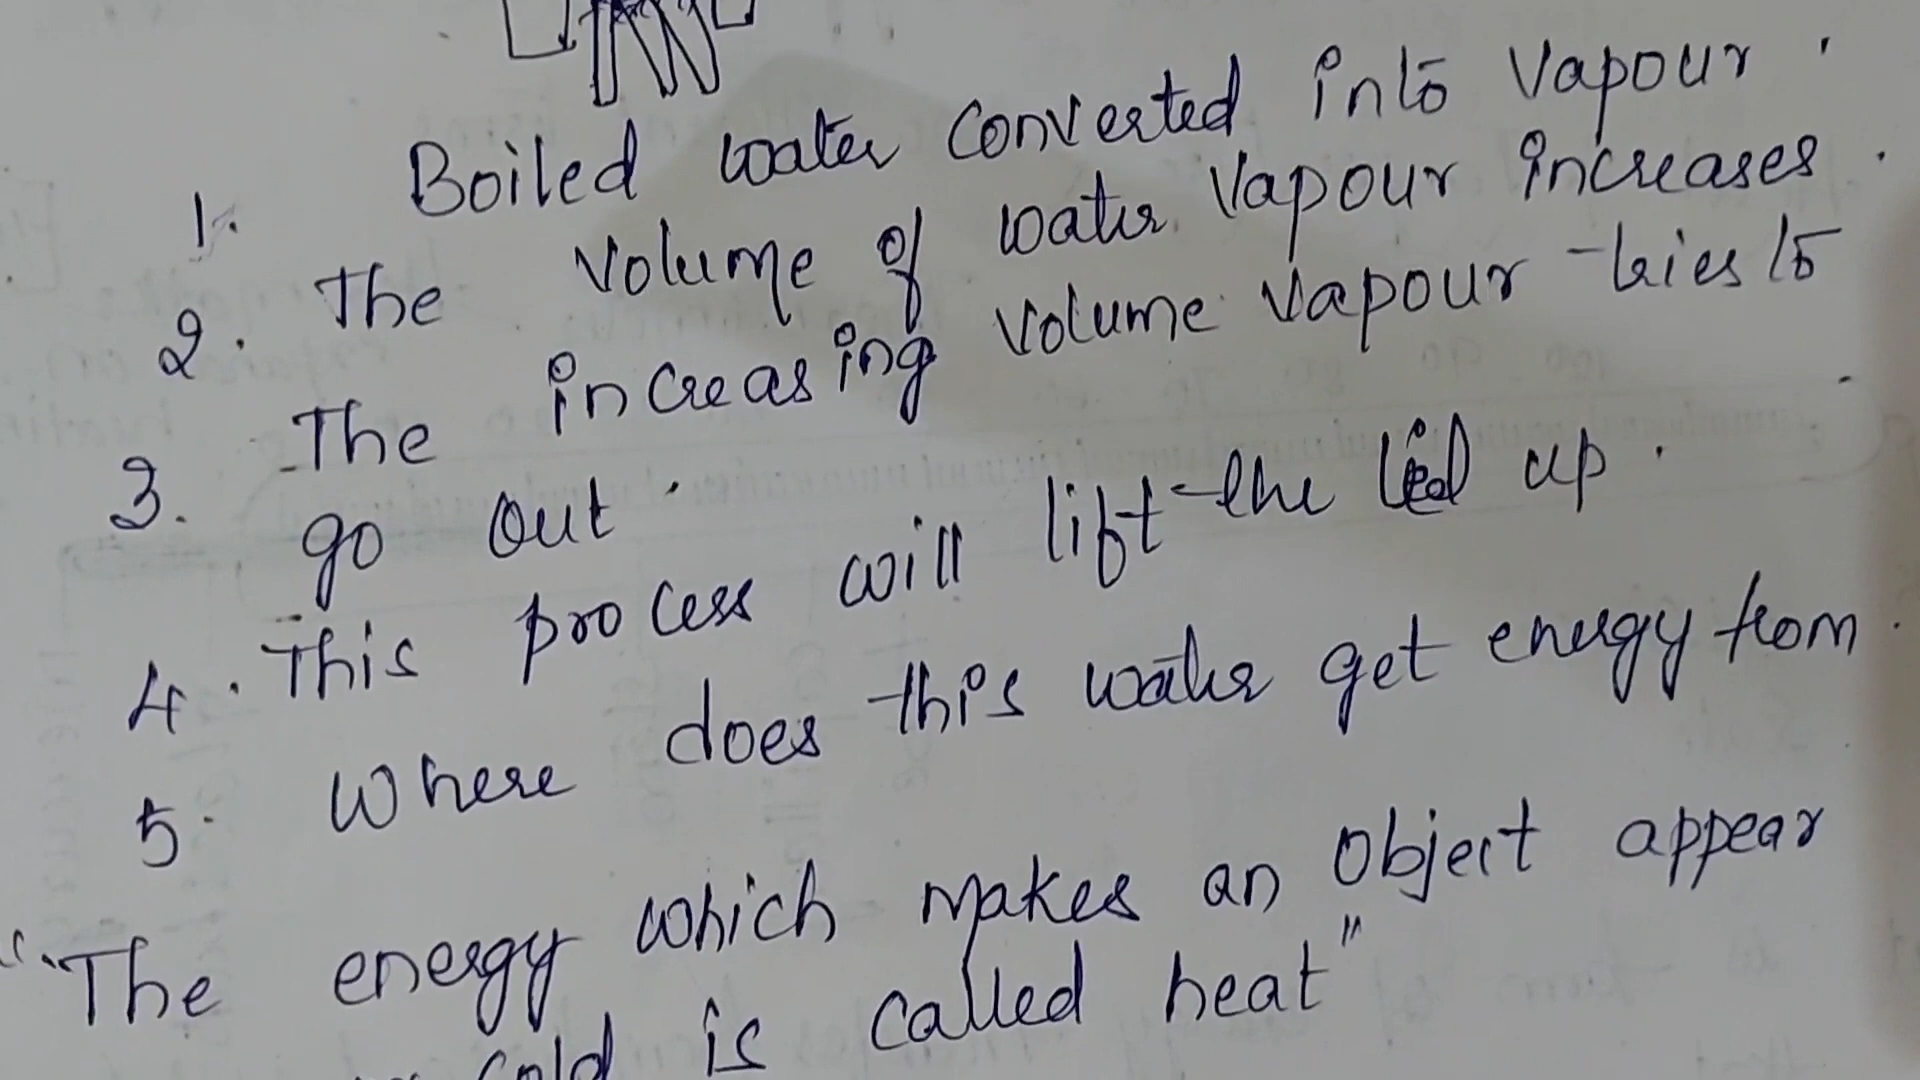 1. Boiled water converted into vapour.
2. The volume of water vapour increases.
3. The increasing volume vapour tries to
go out.
4. This process will lift the lid up.
5. Where does this water get energy from.
"The energy which makes an object appear
cold is called heat"